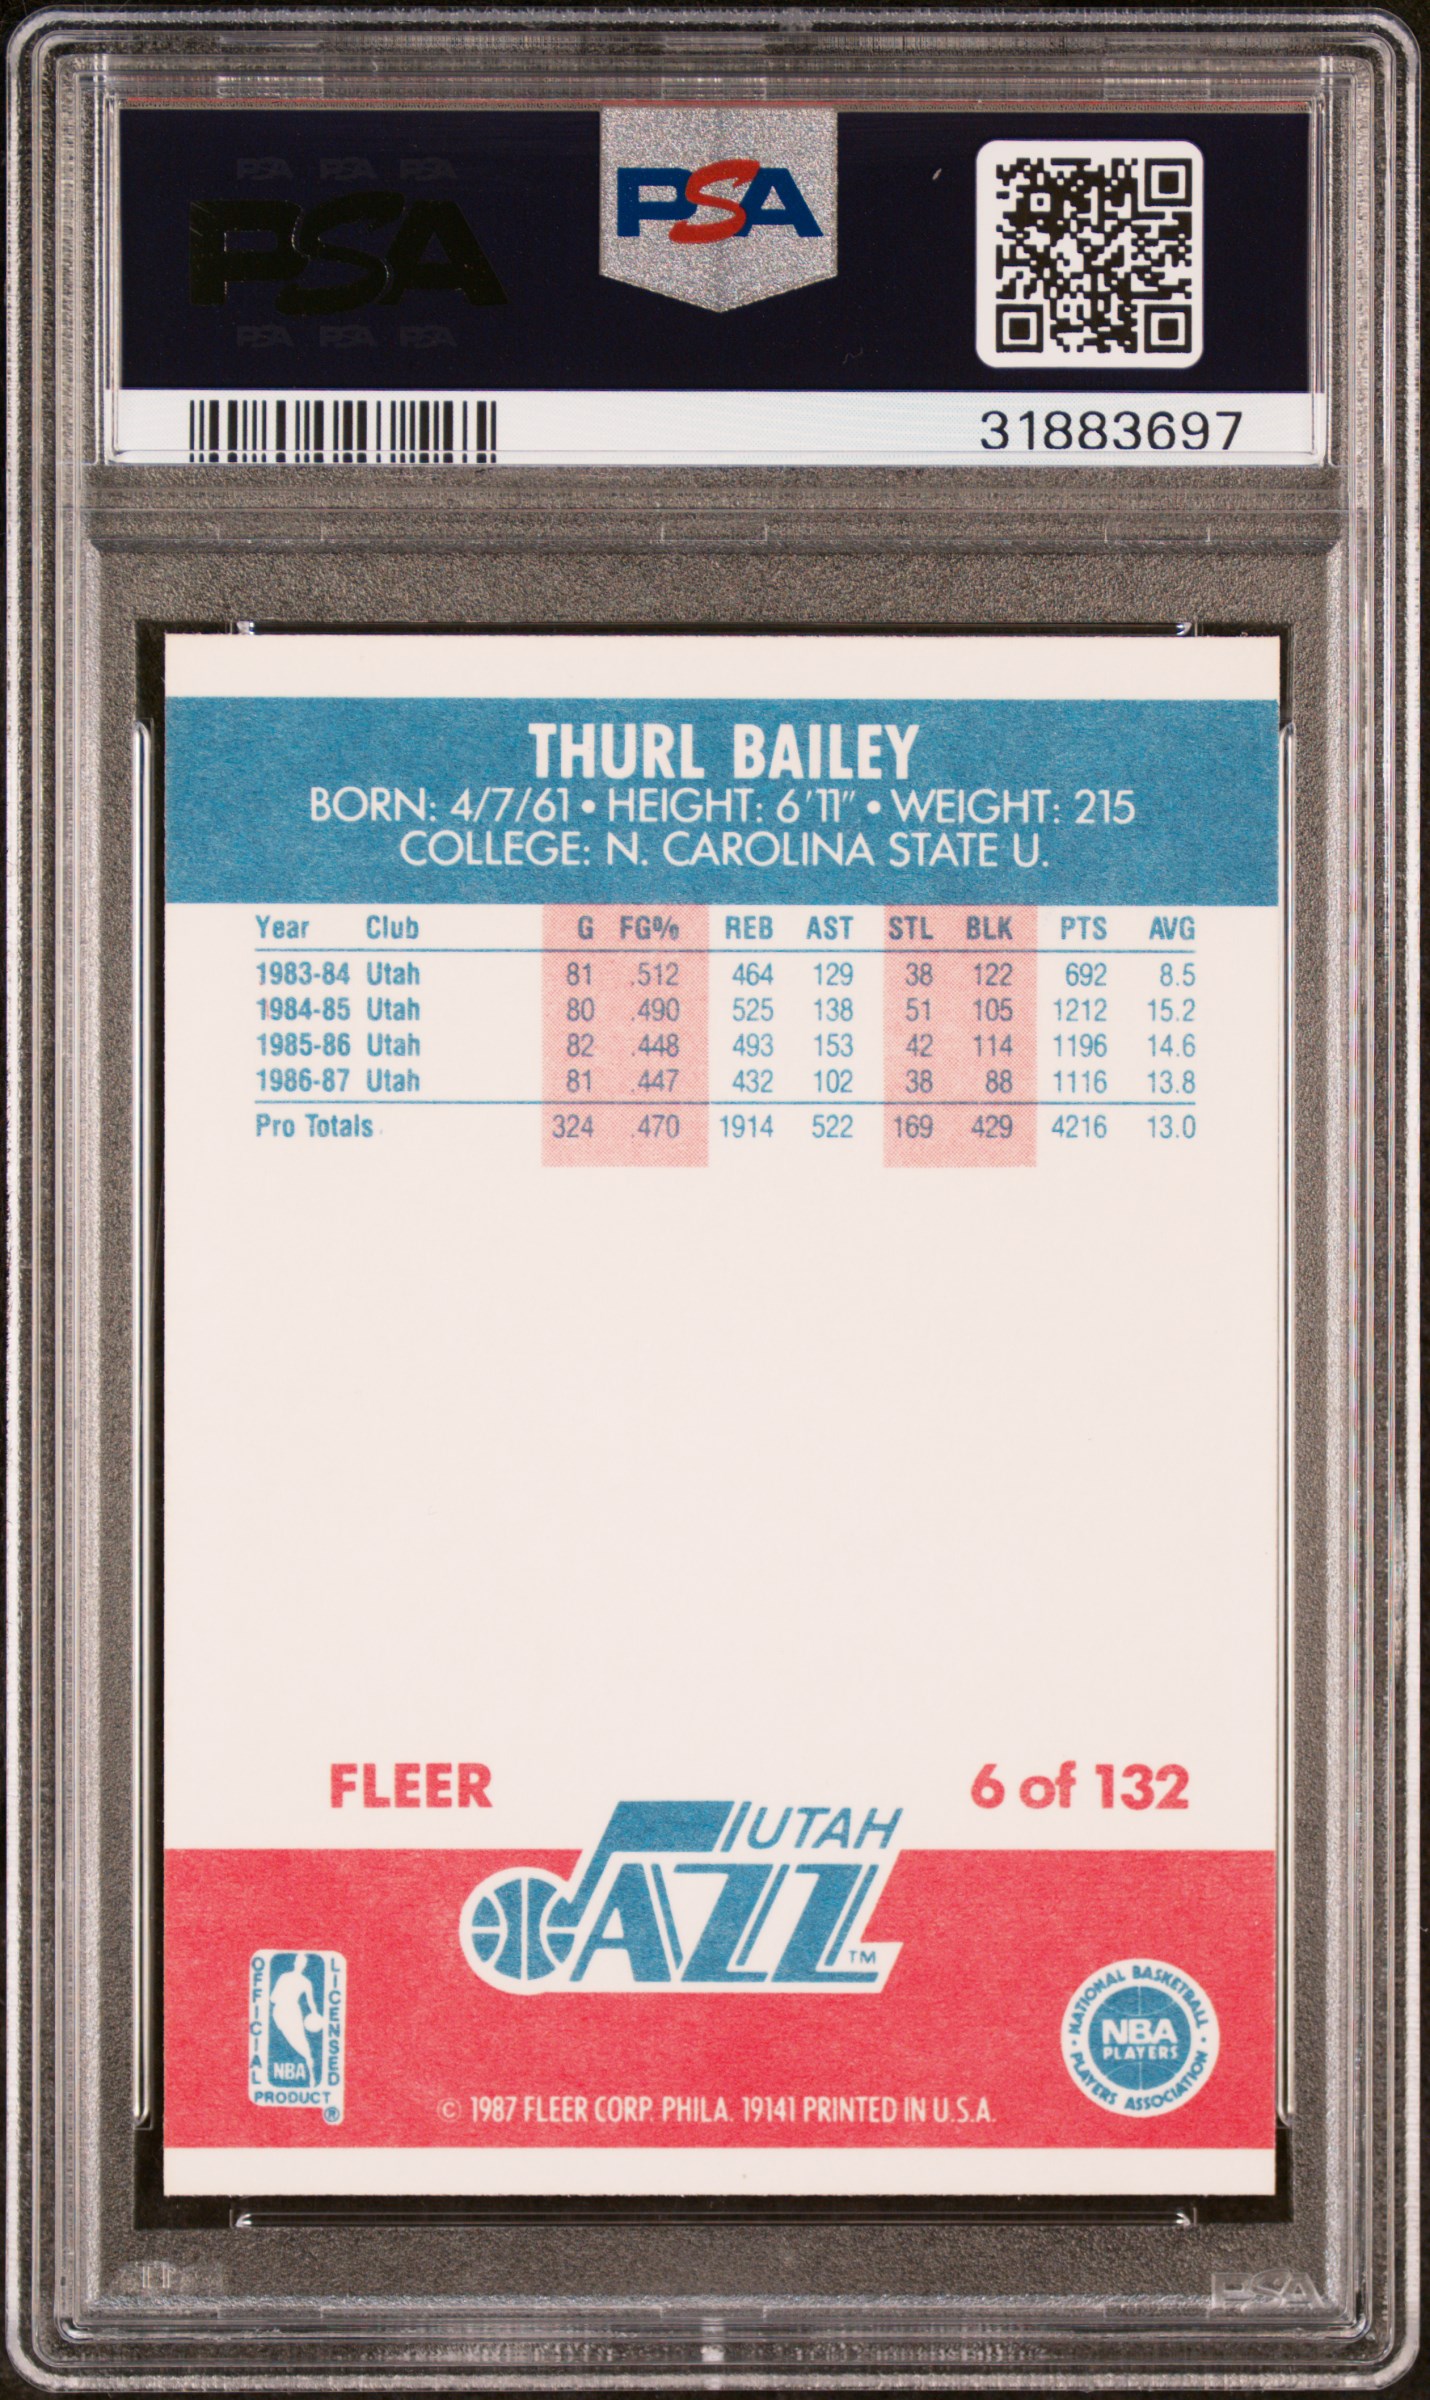 PSA PSA PSA
PSA
PSA PSA PSA
PSA
31883697
THURL BAILEY
BORN: 4/7/61 • HEIGHT: 6'11" • WEIGHT: 215
COLLEGE: N. CAROLINA STATE U.
Year Club G FG% REB AST STL BLK PTS AVG
1983-84 Utah 81 .512 464 129 38 122 692 8.5
1984-85 Utah 80 .490 525 138 51 105 1212 15.2
1985-86 Utah 82 .448 493 153 42 114 1196 14.6
1986-87 Utah 81 .447 432 102 38 88 1116 13.8
Pro Totals 324 .470 1914 522 169 429 4216 13.0
FLEER
6 of 132
UTAH
JAZZ TM
OFFICIAL LICENSED
NBA
PRODUCT ®
NATIONAL BASKETBALL
NBA
PLAYERS
PLAYERS ASSOCIATION
© 1987 FLEER CORP. PHILA. 19141 PRINTED IN U.S.A.
PSA